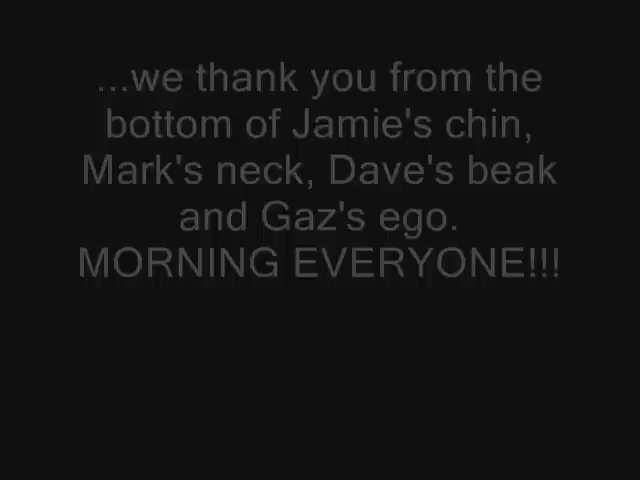 ...we thank you from the
bottom of Jamie's chin,
Mark's neck, Dave's beak
and Gaz's ego.
MORNING EVERYONE!!!